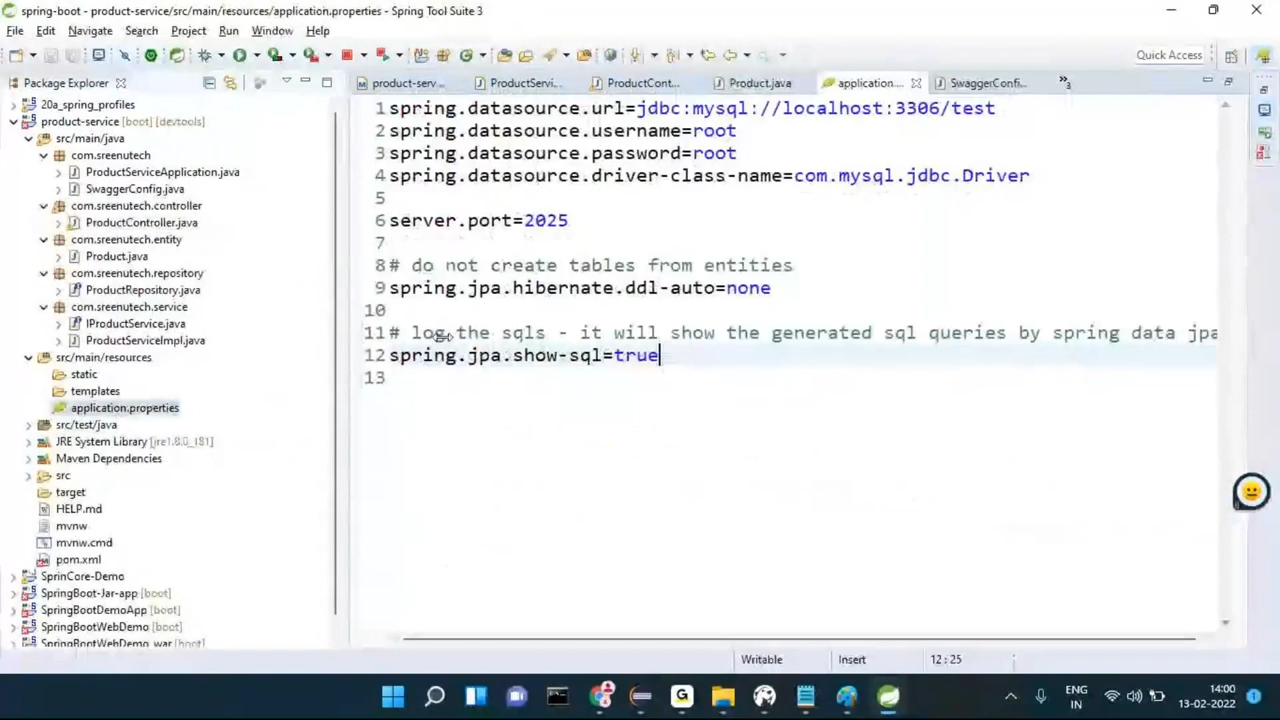 spring-boot - product-service/src/main/resources/application.properties - Spring Tool Suite 3
File Edit Navigate Search Project Run Window Help
Quick Access
Package Explorer
product-serv...
ProductServi...
ProductCont...
Product.java
application....
SwaggerConfi...
»3
20a_spring_profiles
product-service [boot] [devtools]
src/main/java
com.sreenutech
ProductServiceApplication.java
SwaggerConfig.java
com.sreenutech.controller
ProductController.java
com.sreenutech.entity
Product.java
com.sreenutech.repository
ProductRepository.java
com.sreenutech.service
IProductService.java
ProductServiceImpl.java
src/main/resources
static
templates
application.properties
src/test/java
JRE System Library [jre1.8.0_181]
Maven Dependencies
src
target
HELP.md
mvnw
mvnw.cmd
pom.xml
SprinCore-Demo
SpringBoot-Jar-app [boot]
SpringBootDemoApp [boot]
SpringBootWebDemo [boot]
SpringBootWebDemo_war [boot]
1 spring.datasource.url=jdbc:mysql://localhost:3306/test
2 spring.datasource.username=root
3 spring.datasource.password=root
4 spring.datasource.driver-class-name=com.mysql.jdbc.Driver
5
6 server.port=2025
7
8 # do not create tables from entities
9 spring.jpa.hibernate.ddl-auto=none
10
11 # log the sqls - it will show the generated sql queries by spring data jpa
12 spring.jpa.show-sql=true
13
Writable Insert 12:25
ENG
IN
14:00
13-02-2022